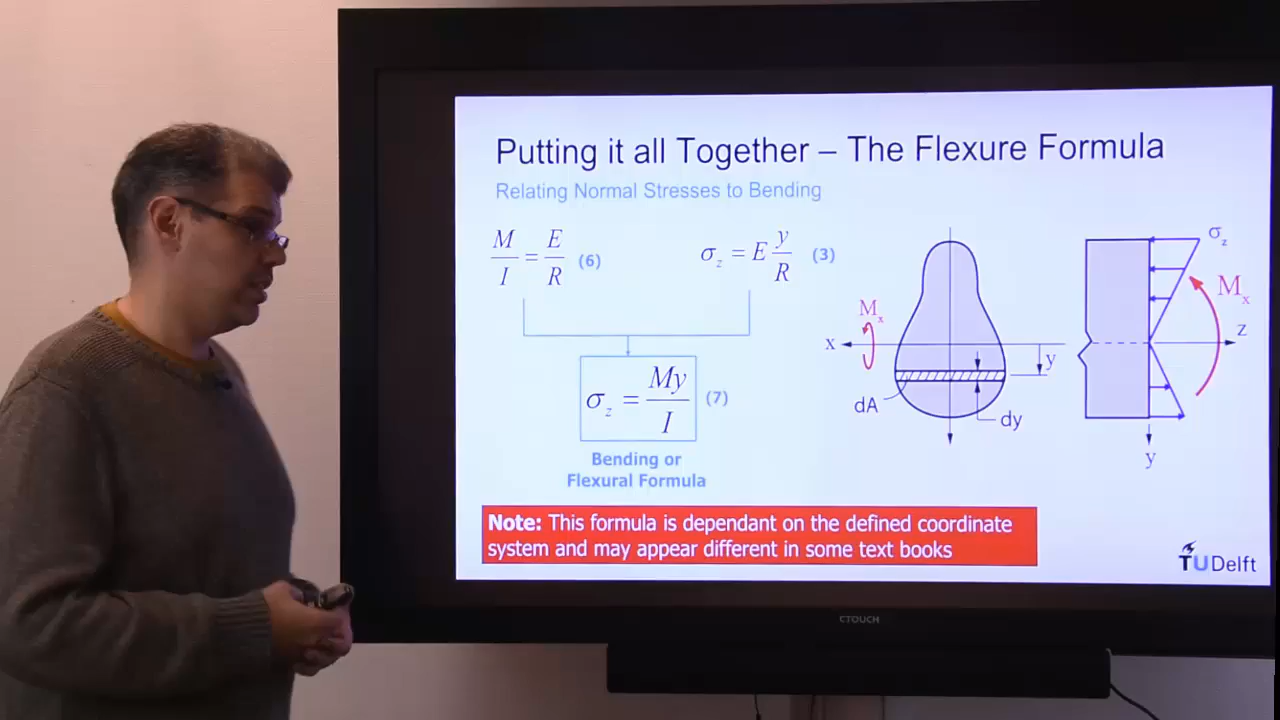 Putting it all Together – The Flexure Formula
Relating Normal Stresses to Bending
M/I = E/R (6)
σz = E y/R (3)
σz = My/I (7)
Bending or
Flexural Formula
Mx
x
y
dA
dy
σz
Mx
z
y
Note: This formula is dependant on the defined coordinate
system and may appear different in some text books
TU Delft
CTOUCH